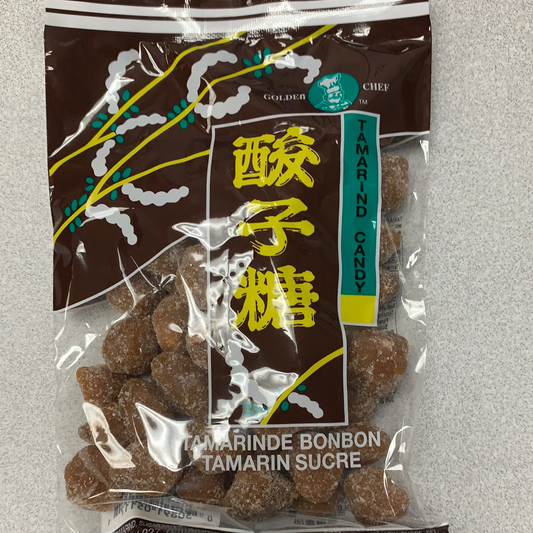 GOLDEN CHEF
TM
TAMARIND CANDY
酸子糖
TAMARINDE BONBON
TAMARIN SUCRE